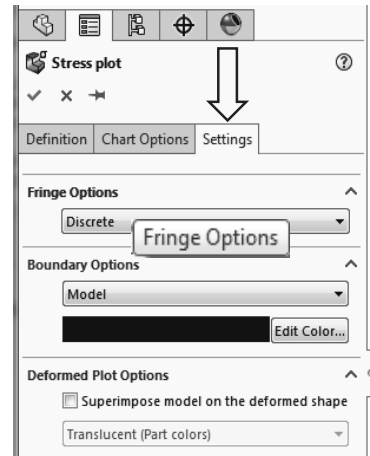 Stress plot
Definition Chart Options Settings
Fringe Options
Discrete
Fringe Options
Boundary Options
Model
Edit Color...
Deformed Plot Options
Superimpose model on the deformed shape
Translucent (Part colors)